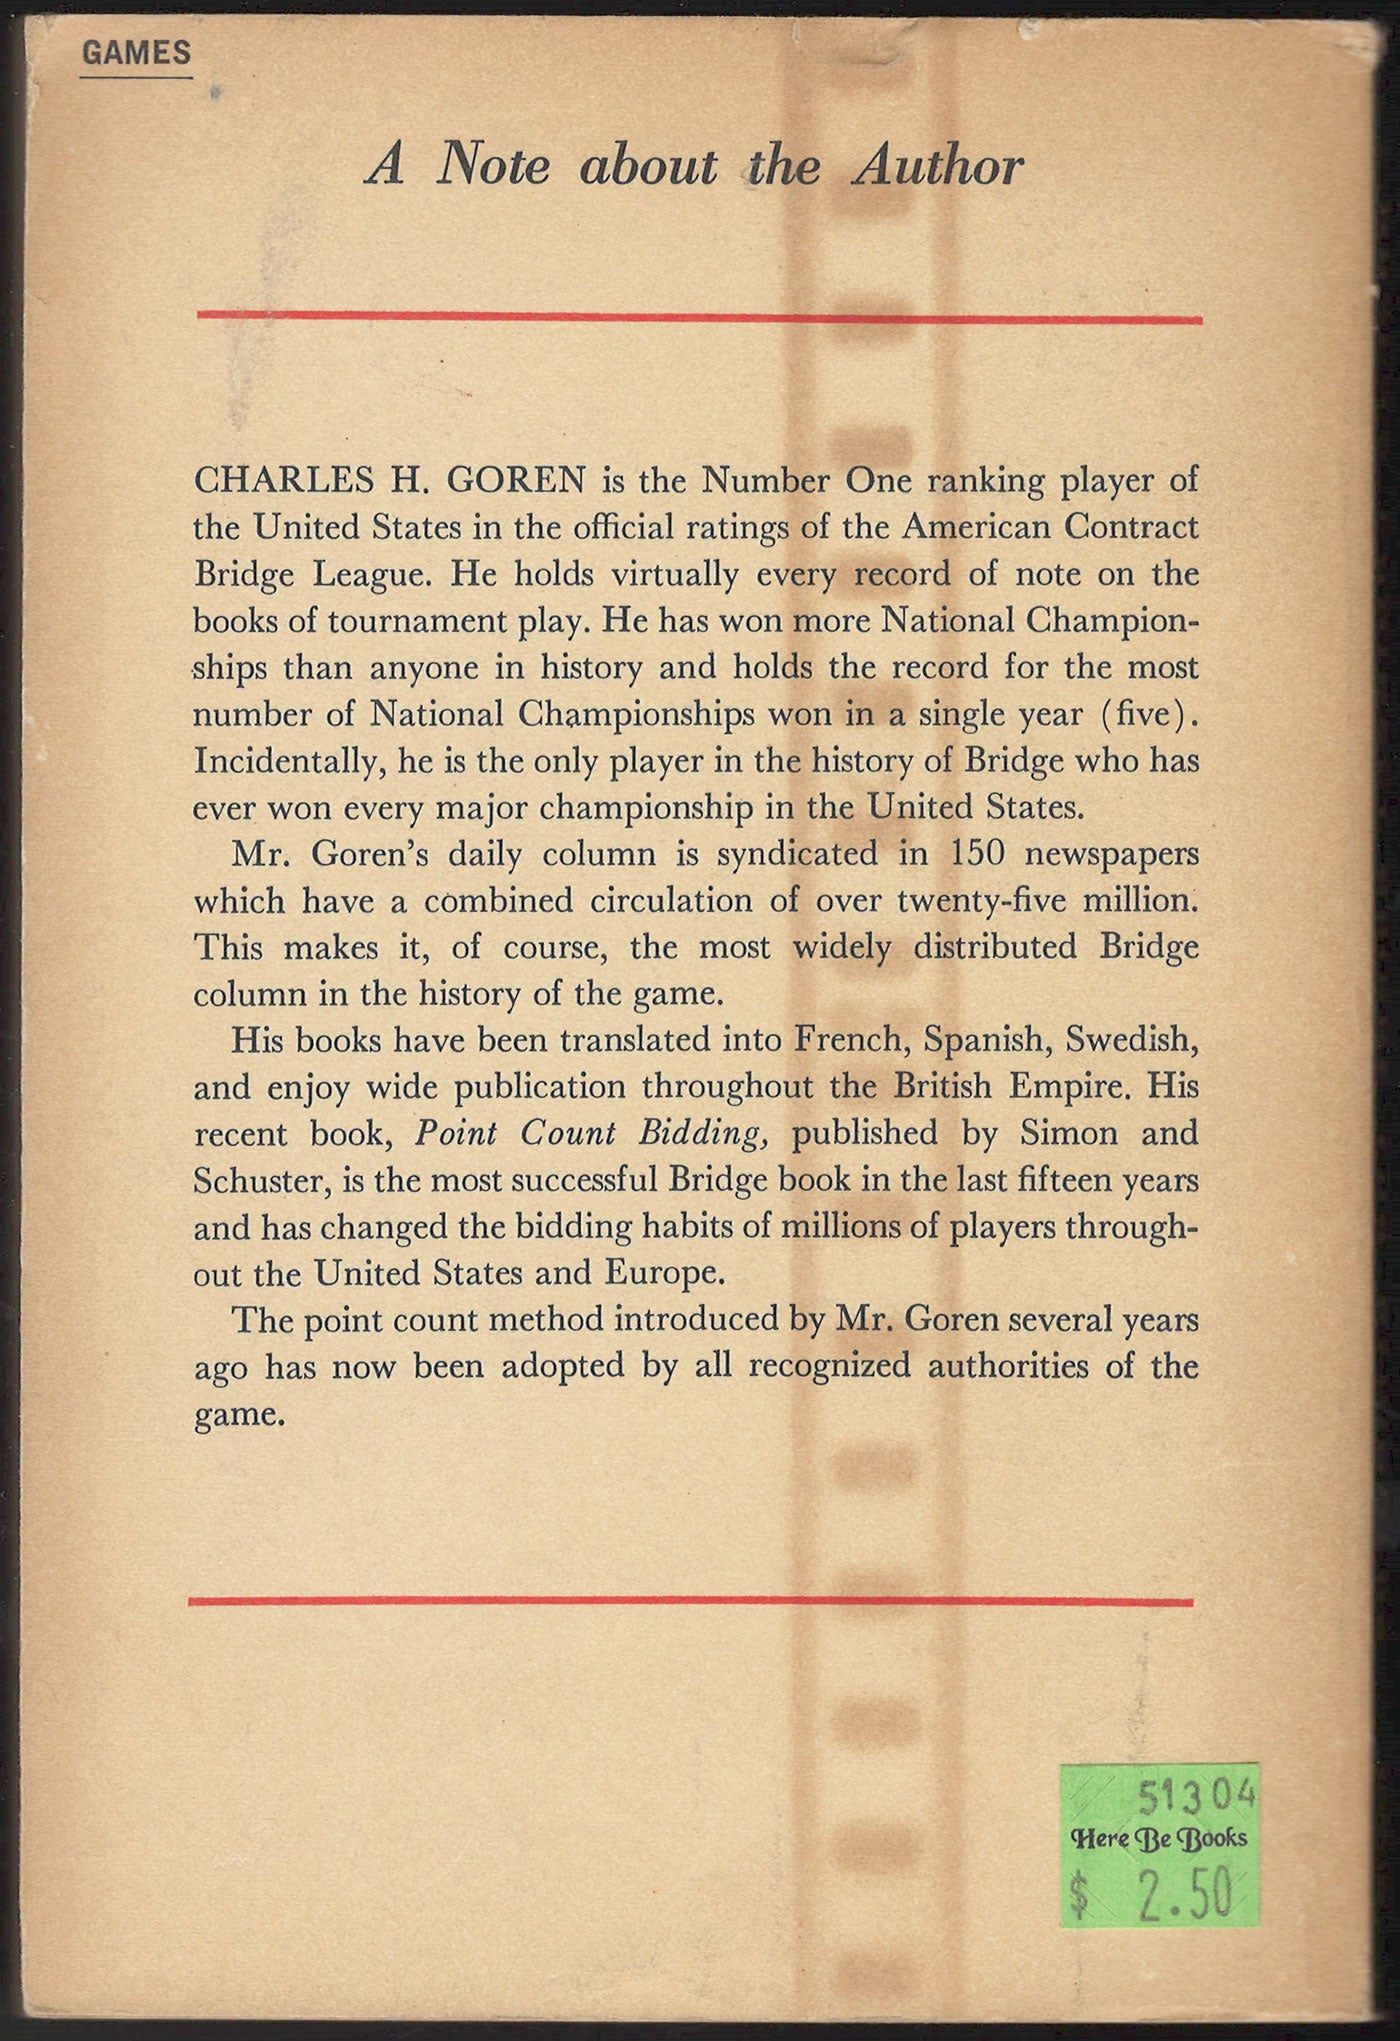 GAMES
A Note about the Author
CHARLES H. GOREN is the Number One ranking player of
the United States in the official ratings of the American Contract
Bridge League. He holds virtually every record of note on the
books of tournament play. He has won more National Champion-
ships than anyone in history and holds the record for the most
number of National Championships won in a single year (five).
Incidentally, he is the only player in the history of Bridge who has
ever won every major championship in the United States.
Mr. Goren's daily column is syndicated in 150 newspapers
which have a combined circulation of over twenty-five million.
This makes it, of course, the most widely distributed Bridge
column in the history of the game.
His books have been translated into French, Spanish, Swedish,
and enjoy wide publication throughout the British Empire. His
recent book, Point Count Bidding, published by Simon and
Schuster, is the most successful Bridge book in the last fifteen years
and has changed the bidding habits of millions of players through-
out the United States and Europe.
The point count method introduced by Mr. Goren several years
ago has now been adopted by all recognized authorities of the
game.
51304
Here Be Books
$ 2.50